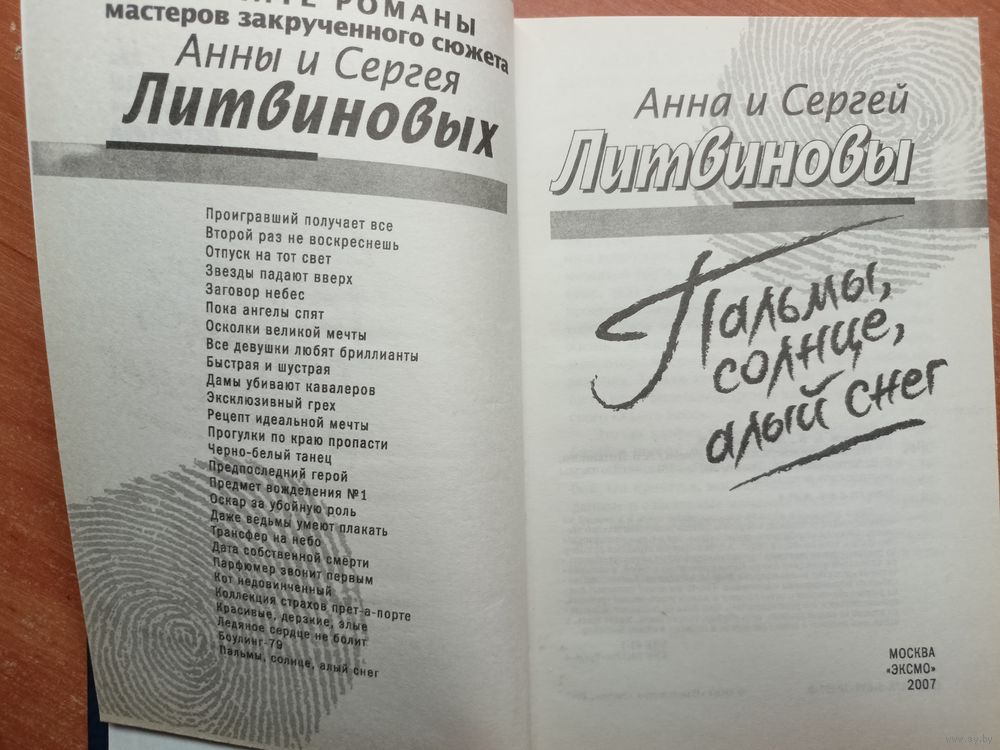 РОМАНЫ
мастеров закрученного сюжета
Анны и Сергея
Литвиновых
Проигравший получает все
Второй раз не воскреснешь
Отпуск на тот свет
Звезды падают вверх
Заговор небес
Пока ангелы спят
Осколки великой мечты
Все девушки любят бриллианты
Быстрая и шустрая
Дамы убивают кавалеров
Эксклюзивный грех
Рецепт идеальной мечты
Прогулки по краю пропасти
Черно-белый танец
Предпоследний герой
Предмет вожделения №1
Оскар за убойную роль
Даже ведьмы умеют плакать
Трансфер на небо
Дата собственной смерти
Парфюмер звонит первым
Кот недовинченный
Коллекция страхов прет-а-порте
Красивые, дерзкие, злые
Ледяное сердце не болит
Боулинг-79
Пальмы, солнце, алый снег
Анна и Сергей
Литвиновы
Пальмы,
солнце,
алый снег
МОСКВА
«ЭКСМО»
2007
www.ay.by